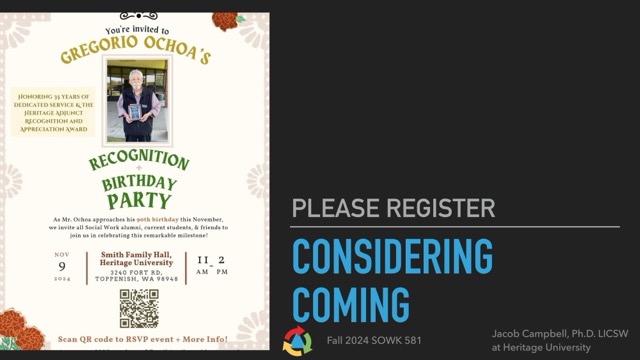 You're invited to
GREGORIO OCHOA'S
HONORING 35 YEARS OF
DEDICATED SERVICE & THE
HERITAGE ADJUNCT
RECOGNITION AND
APPRECIATION AWARD
RECOGNITION
+
BIRTHDAY
PARTY
As Mr. Ochoa approaches his 90th birthday this November,
we invite all Social Work alumni, current students, & friends to
join us in celebrating this remarkable milestone!
NOV
9
2024
Smith Family Hall,
Heritage University
3240 FORT RD,
TOPPENISH, WA 98948
11 - 2
AM PM
Scan QR code to RSVP event + More Info!
PLEASE REGISTER
CONSIDERING
COMING
Fall 2024 SOWK 581
Jacob Campbell, Ph.D. LICSW
at Heritage University